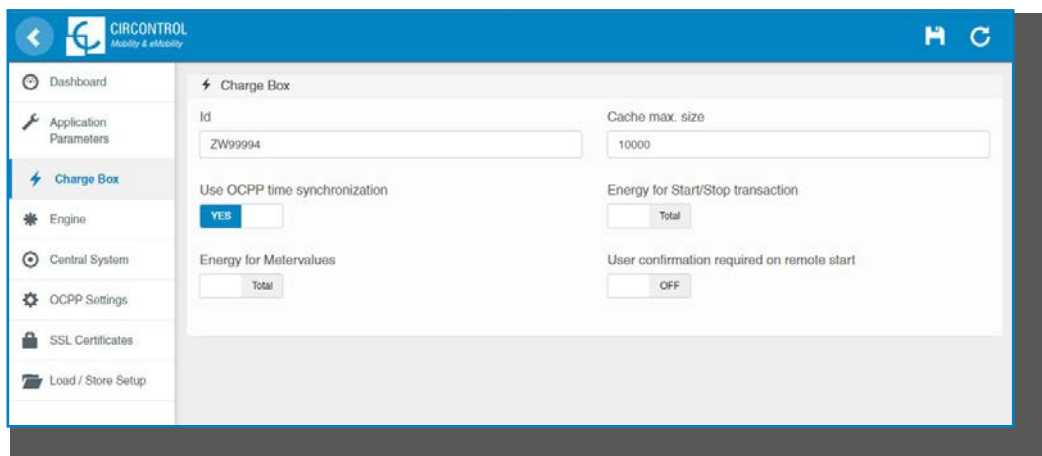 CIRCONTROL
Mobility & eMobility
Dashboard
Application
Parameters
Charge Box
Engine
Central System
OCPP Settings
SSL Certificates
Load / Store Setup
Charge Box
Id
ZW99994
Cache max. size
10000
Use OCPP time synchronization
YES
Energy for Start/Stop transaction
Total
Energy for Metervalues
Total
User confirmation required on remote start
OFF